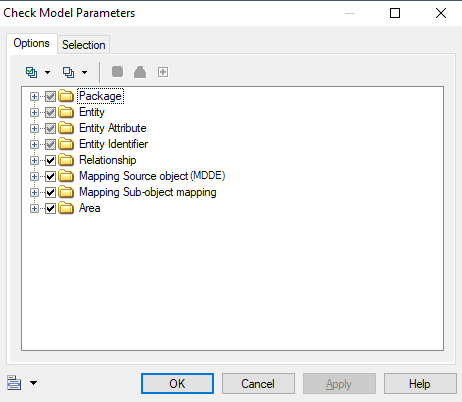 Check Model Parameters
Options Selection
Package
Entity
Entity Attribute
Entity Identifier
Relationship
Mapping Source object (MDDE)
Mapping Sub-object mapping
Area
OK Cancel Apply Help